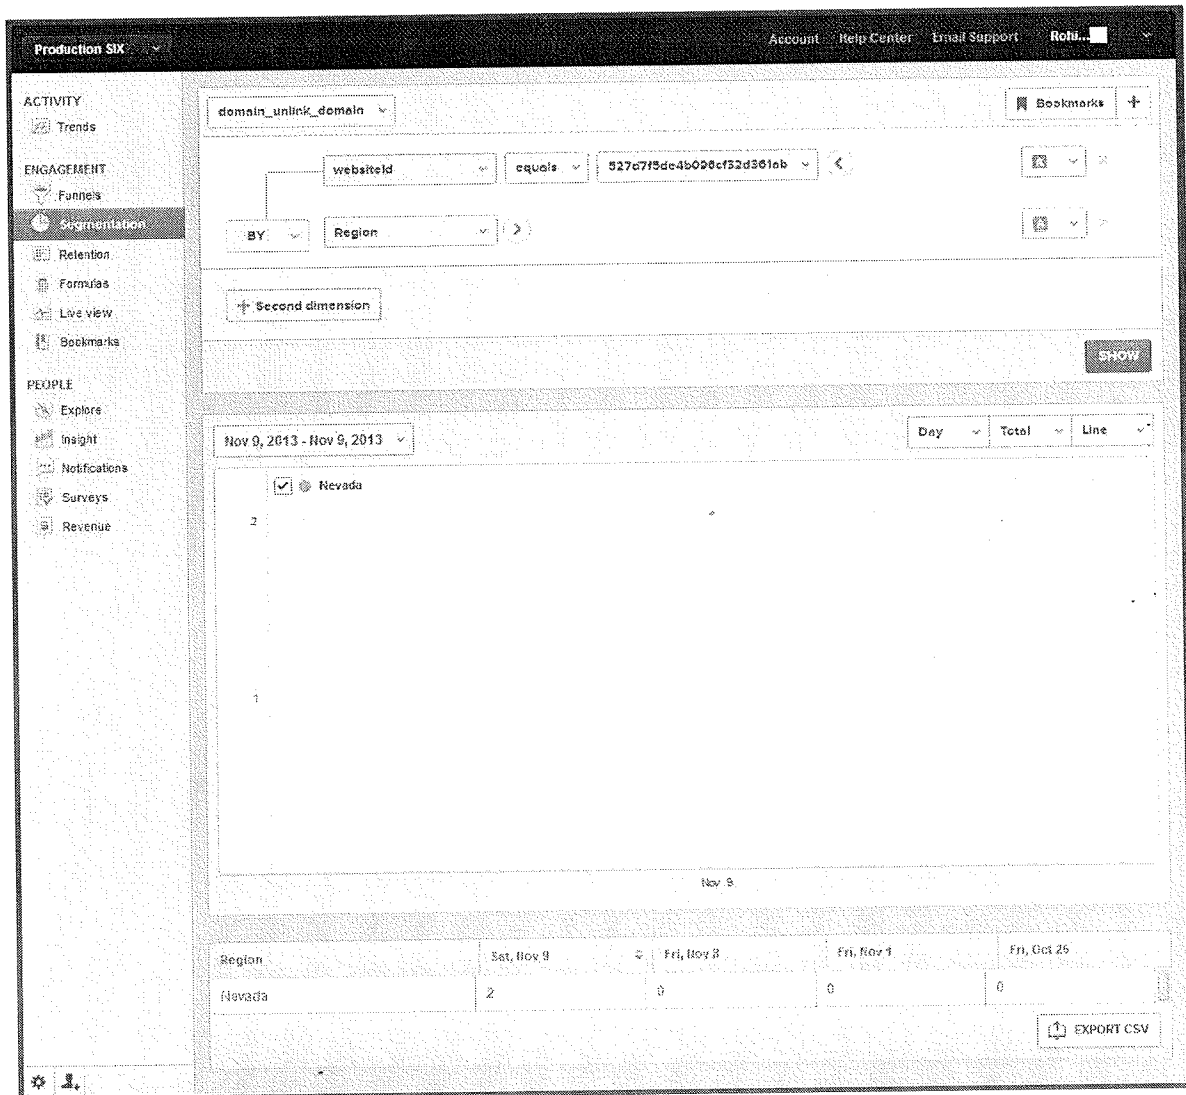 Production SIX
Account Help Center Email Support Rohi...
ACTIVITY
Trends
ENGAGEMENT
Funnels
Segmentation
Retention
Formulas
Live view
Bookmarks
PEOPLE
Explore
Insight
Notifications
Surveys
Revenue
domain_unlink_domain
Bookmarks
websiteId equals
BY Region
Second dimension
SHOW
Nov 9, 2013 - Nov 9, 2013
Day Total Line
Nevada
2
1
Nov 9
Region Sat, Nov 9 Fri, Nov 8 Fri, Nov 1 Fri, Oct 25
Nevada 2 0 0 0
EXPORT CSV